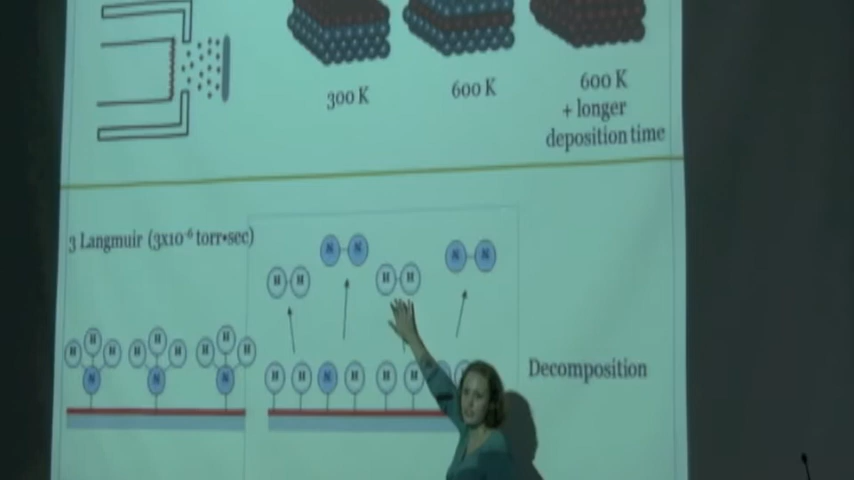 300 K
600 K
600 K
+ longer
deposition time
3 Langmuir (3x10⁻⁶ torr•sec)
N N
N N
H H
H H
H H H
H H H H H H
N N N
H H N H H H
Decomposition